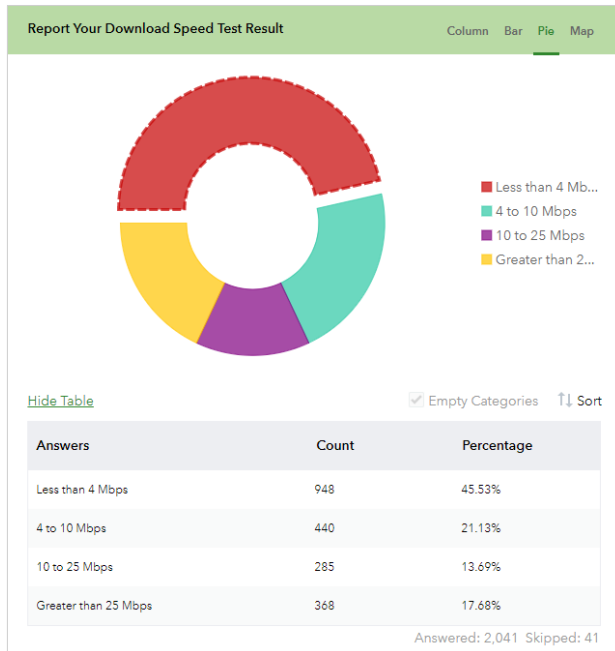 Report Your Download Speed Test Result Column Bar Pie Map
Less than 4 Mb...
4 to 10 Mbps
10 to 25 Mbps
Greater than 2...
Hide Table Empty Categories Sort
Answers Count Percentage
Less than 4 Mbps 948 45.53%
4 to 10 Mbps 440 21.13%
10 to 25 Mbps 285 13.69%
Greater than 25 Mbps 368 17.68%
Answered: 2,041 Skipped: 41